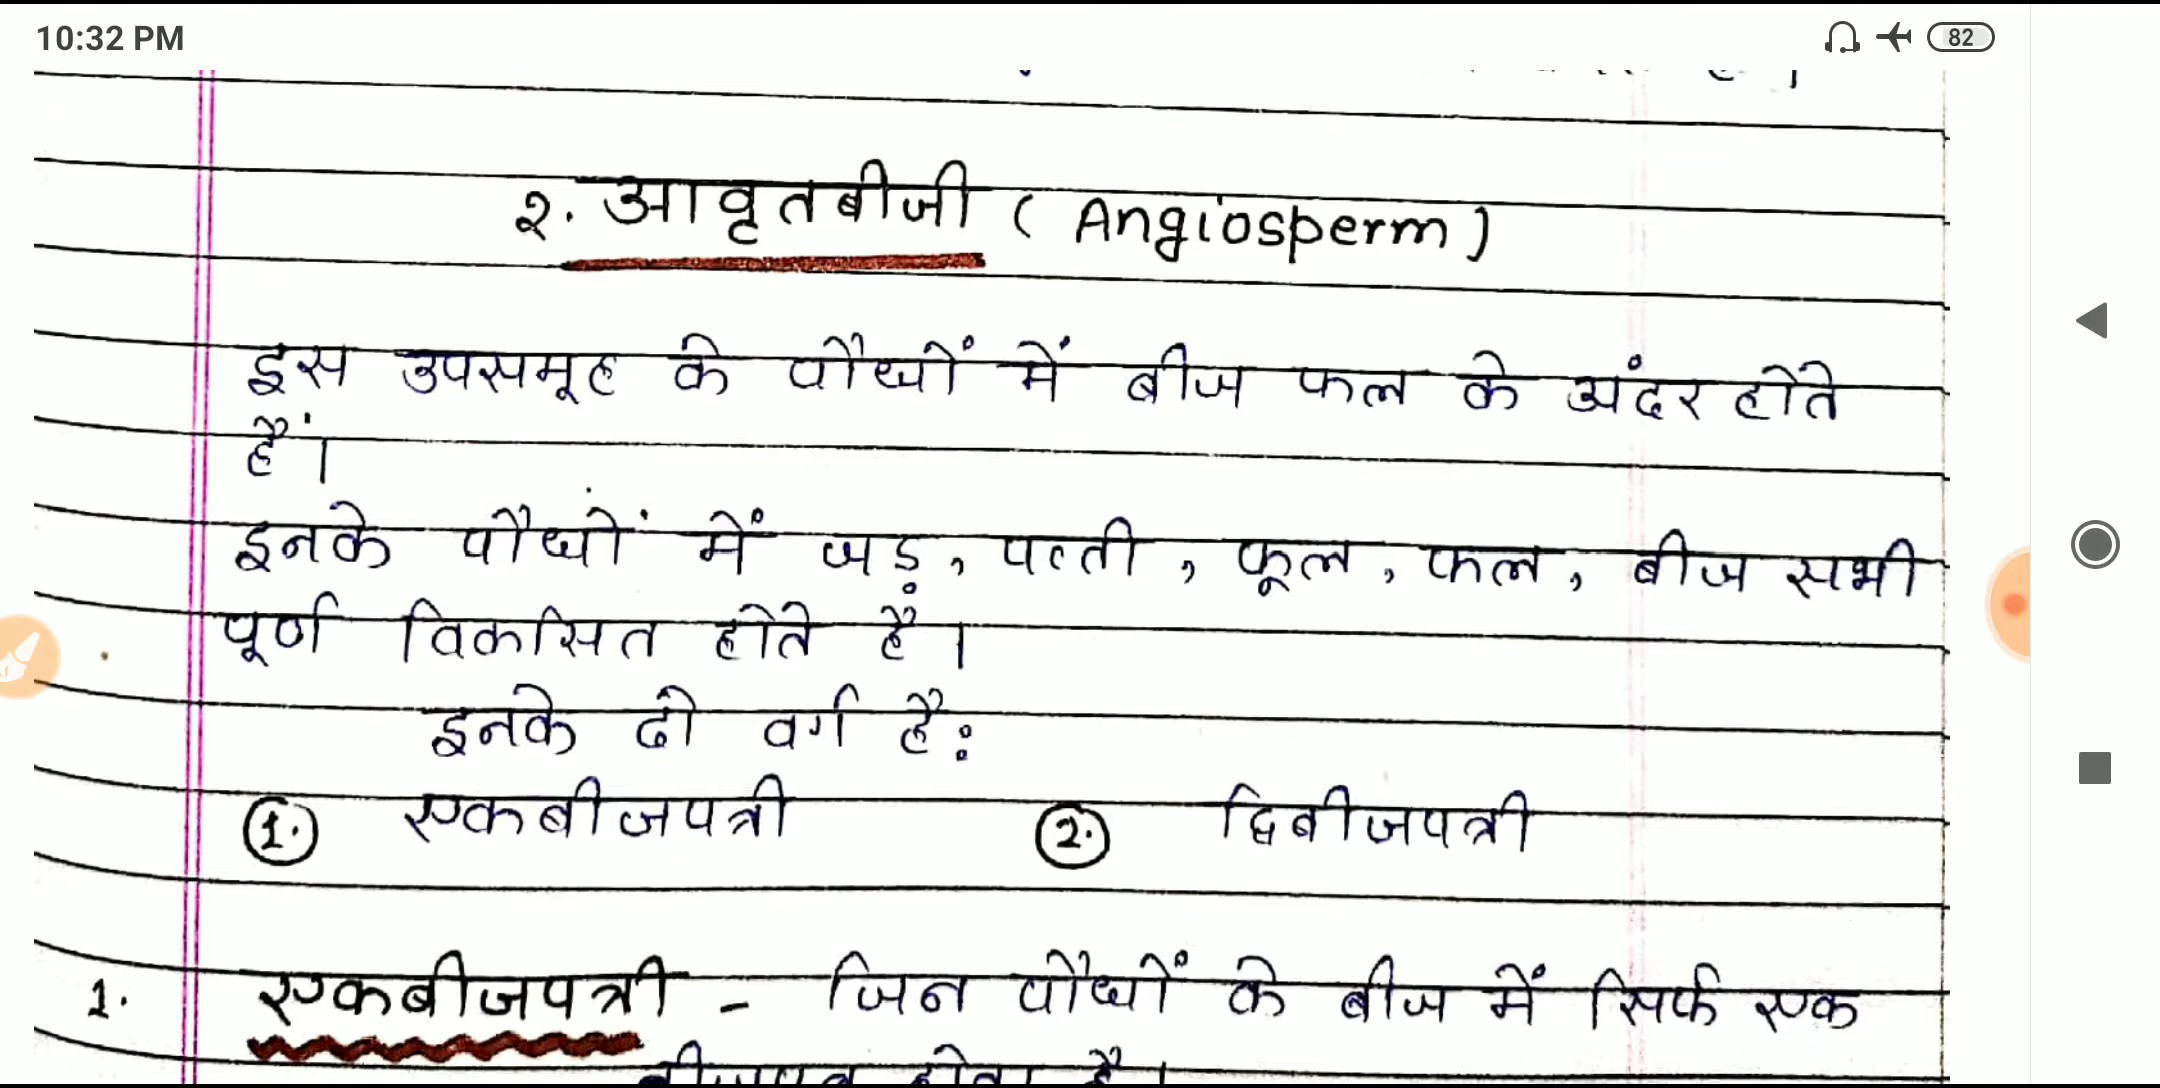 10:32 PM
82
२. आवृतबीजी ( Angiosperm )
इस उपसमूह के पौधों में बीज फल के अंदर होते
हैं।
इनके पौधों में जड़, पत्ती, फूल, फल, बीज सभी
पूर्ण विकसित होते है।
इनके दो वर्ग है:
1. एकबीजपत्री 2. द्विबीजपत्री
1. एकबीजपत्री - जिन पौधों के बीज में सिर्फ एक